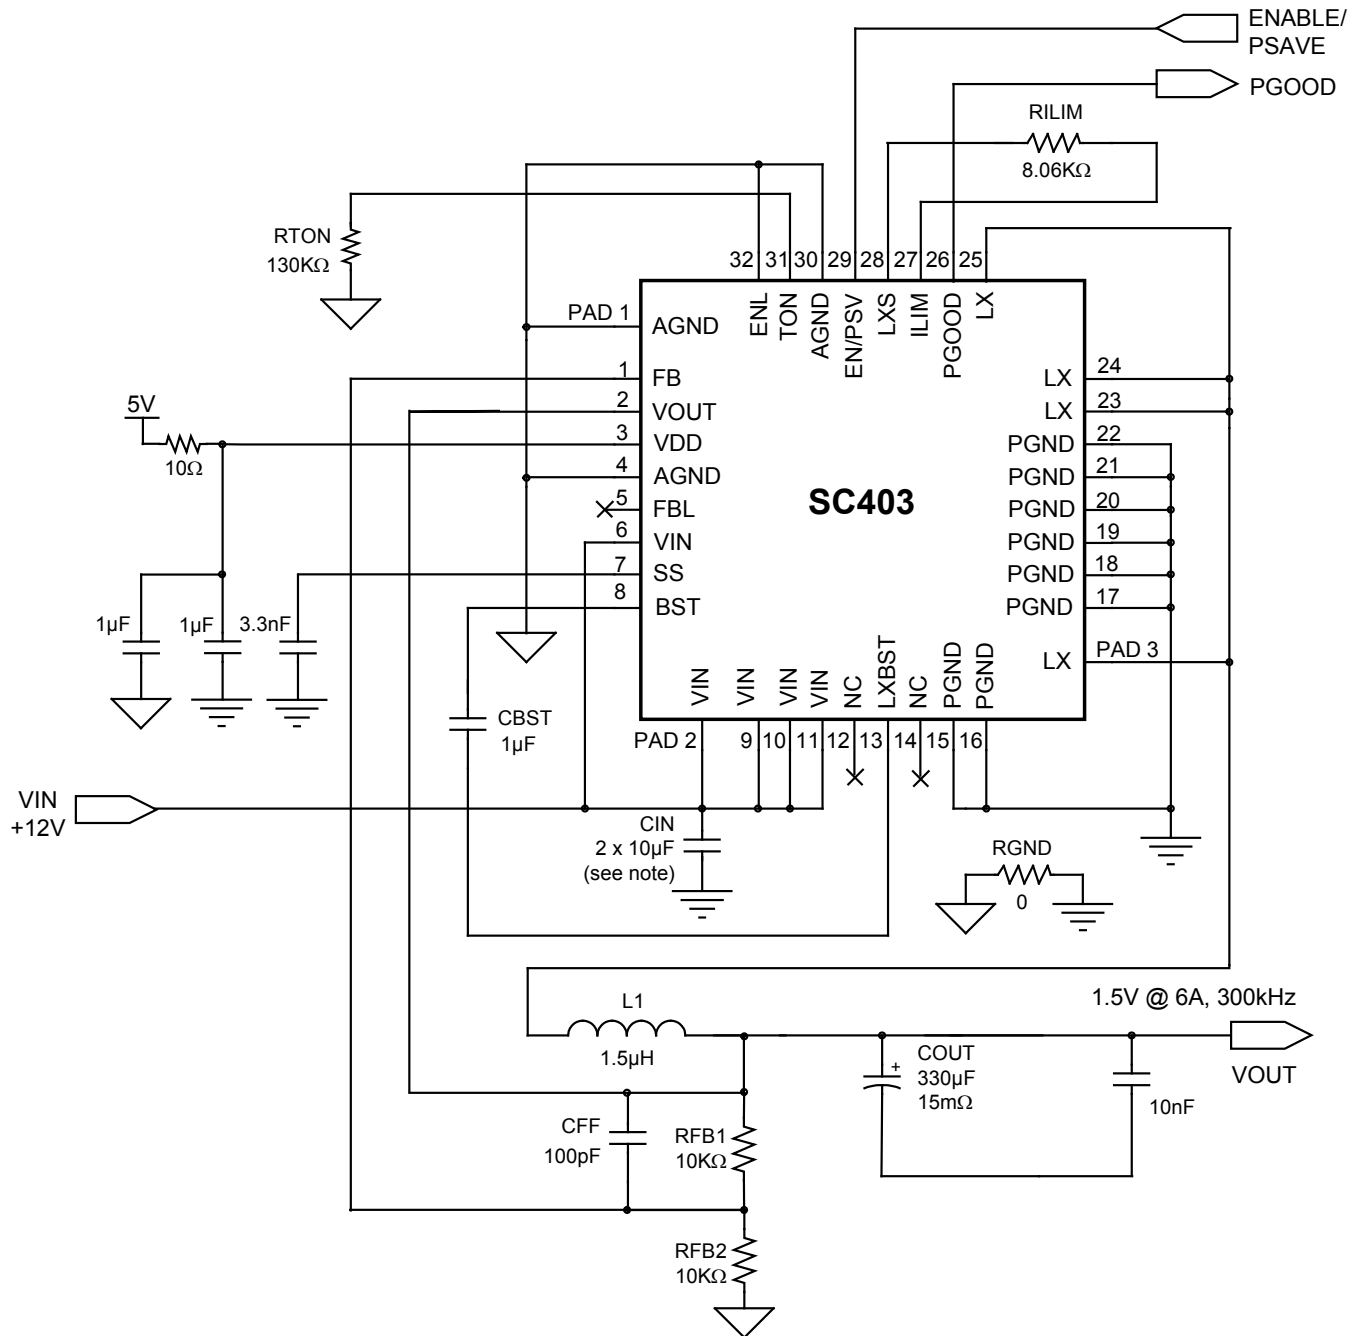 ENABLE/
PSAVE
PGOOD
RILIM
8.06KΩ
RTON
130KΩ
32 31 30 29 28 27 26 25
ENL
TON
AGND
EN/PSV
LXS
ILIM
PGOOD
LX
PAD 1 AGND
1 FB
2 VOUT
3 VDD
4 AGND
5 FBL
6 VIN
7 SS
8 BST
5V
10Ω
SC403
LX 24
LX 23
PGND 22
PGND 21
PGND 20
PGND 19
PGND 18
PGND 17
LX PAD 3
1µF
1µF
3.3nF
VIN
VIN
VIN
VIN
NC
LXBST
NC
PGND
PGND
PAD 2 9 10 11 12 13 14 15 16
CBST
1µF
VIN
+12V
CIN
2 x 10µF
(see note)
RGND
0
1.5V @ 6A, 300kHz
L1
1.5µH
VOUT
+
COUT
330µF
15mΩ
10nF
CFF
100pF
RFB1
10KΩ
RFB2
10KΩ